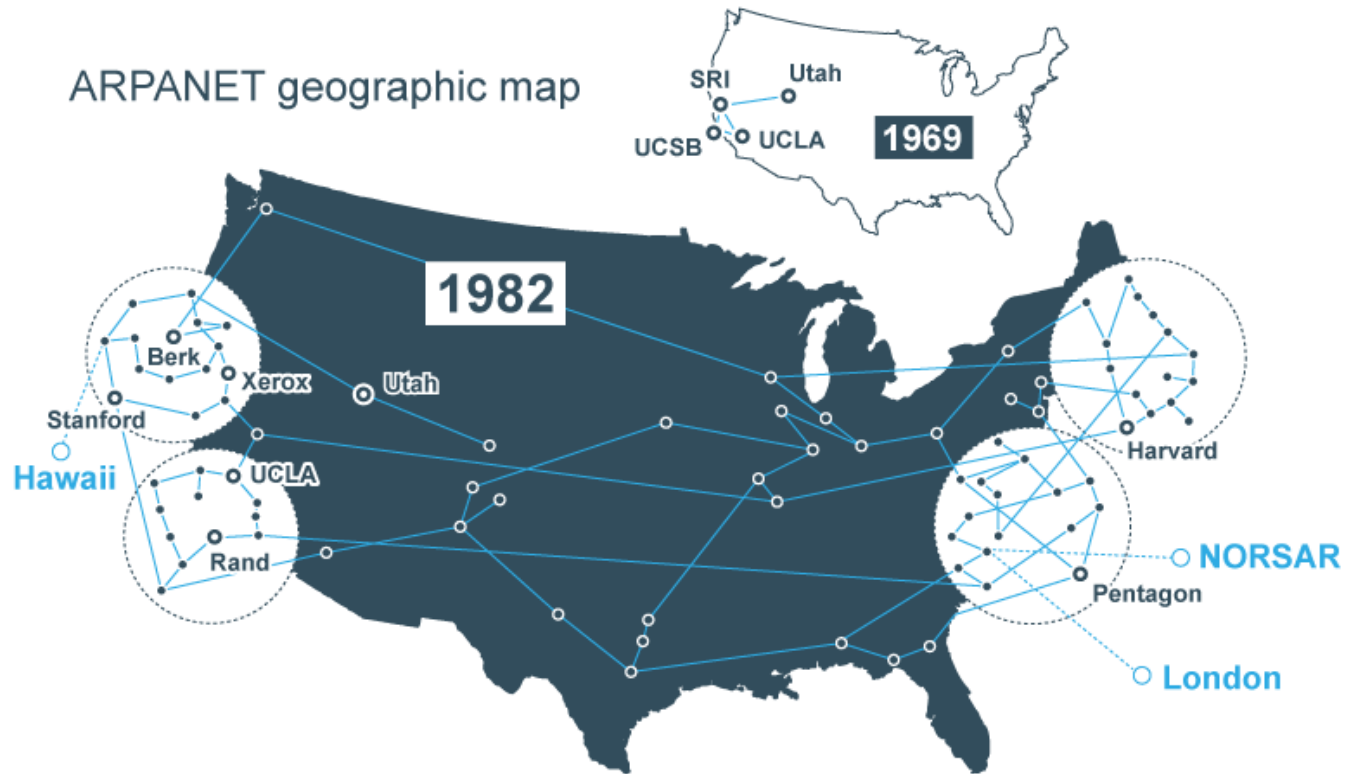 ARPANET geographic map
SRI
Utah
UCSB
UCLA
1969
1982
Berk
Xerox
Utah
Stanford
Hawaii
UCLA
Rand
Harvard
NORSAR
Pentagon
London